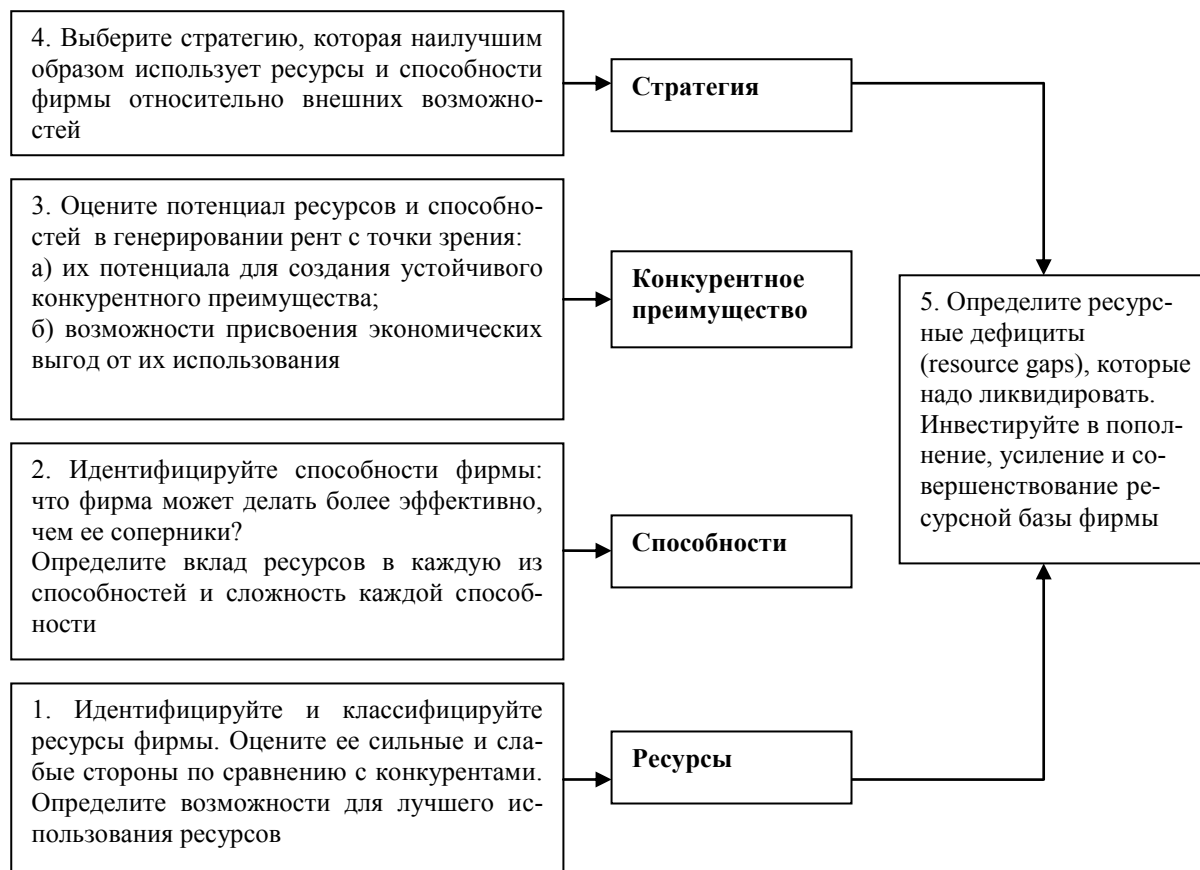 4. Выберите стратегию, которая наилучшим
образом использует ресурсы и способности
фирмы относительно внешних возможно-
стей
Стратегия
3. Оцените потенциал ресурсов и способно-
стей в генерировании рент с точки зрения:
а) их потенциала для создания устойчивого
конкурентного преимущества;
б) возможности присвоения экономических
выгод от их использования
Конкурентное
преимущество
5. Определите ресурс-
ные дефициты
(resource gaps), которые
надо ликвидировать.
Инвестируйте в попол-
нение, усиление и со-
вершенствование ре-
сурсной базы фирмы
2. Идентифицируйте способности фирмы:
что фирма может делать более эффективно,
чем ее соперники?
Определите вклад ресурсов в каждую из
способностей и сложность каждой способ-
ности
Способности
1. Идентифицируйте и классифицируйте
ресурсы фирмы. Оцените ее сильные и сла-
бые стороны по сравнению с конкурентами.
Определите возможности для лучшего ис-
пользования ресурсов
Ресурсы